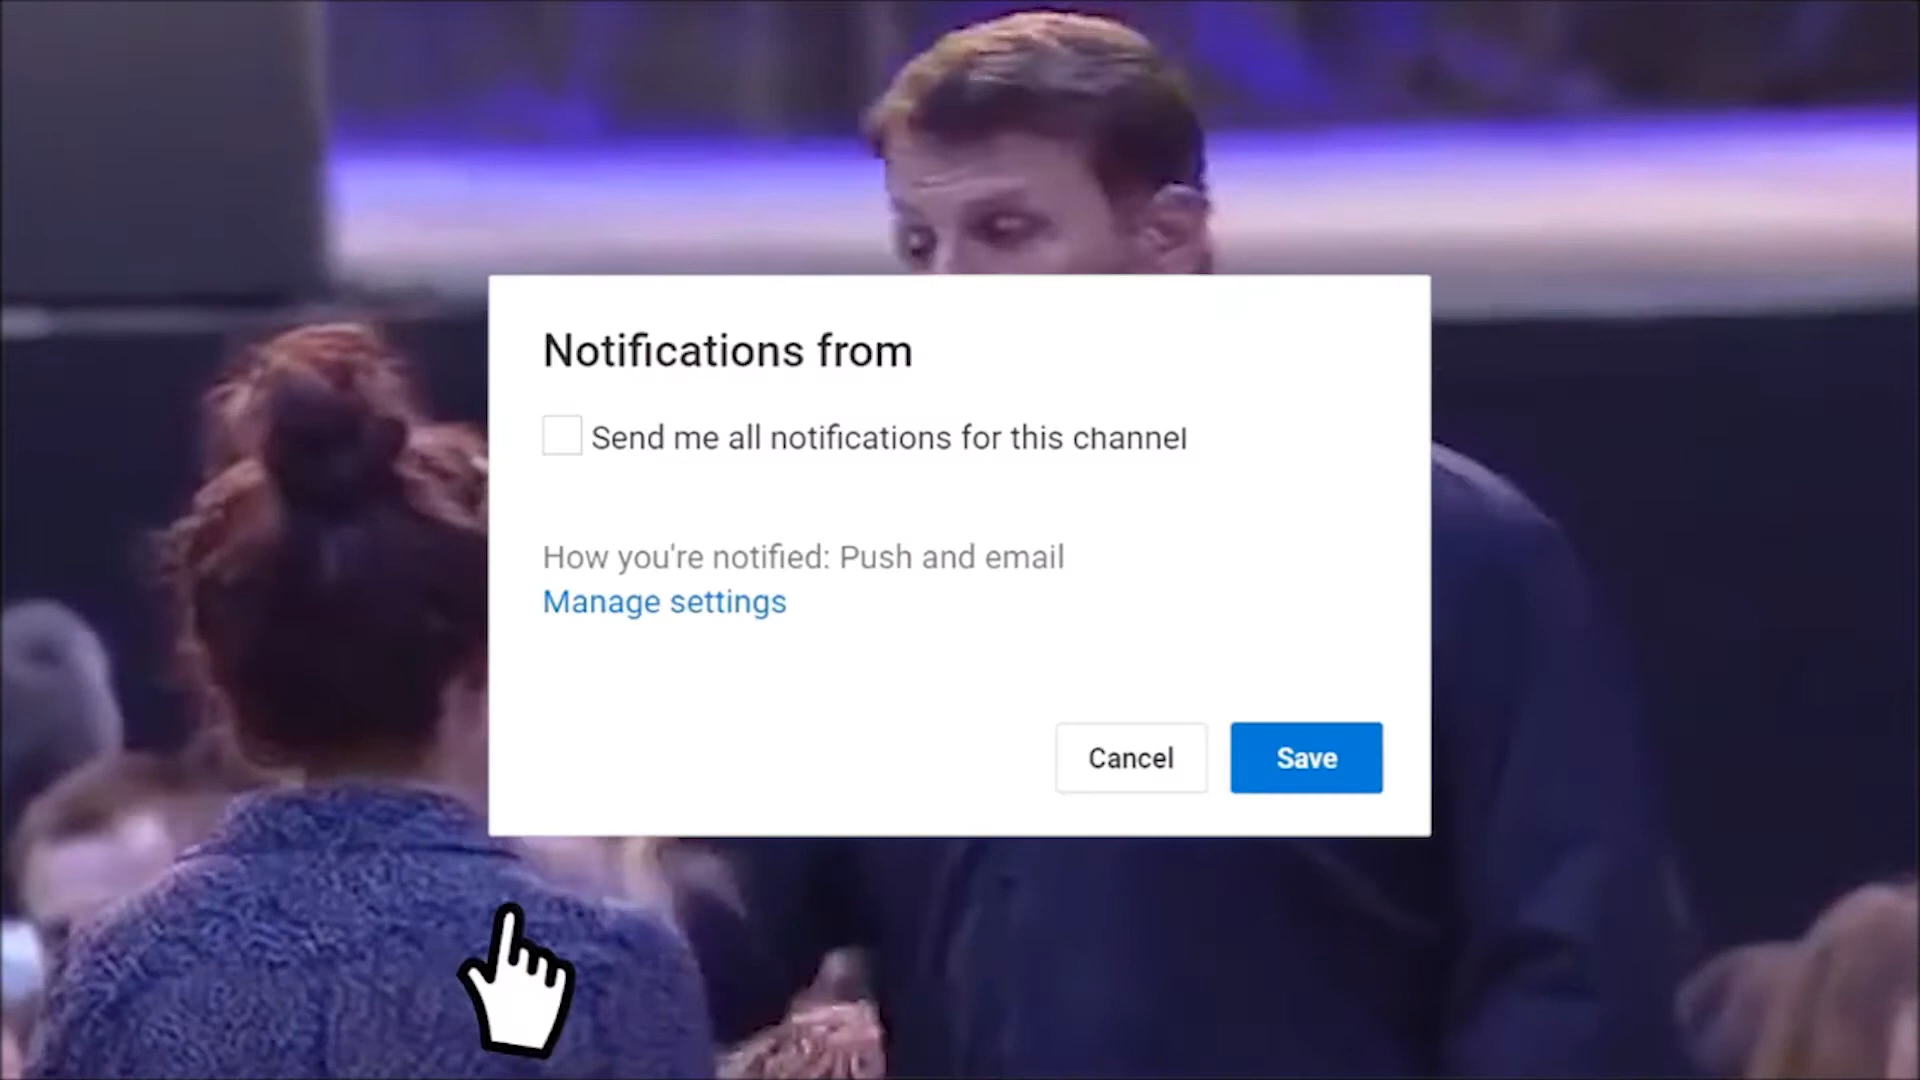 Notifications from
Send me all notifications for this channel
How you're notified: Push and email
Manage settings
Cancel
Save